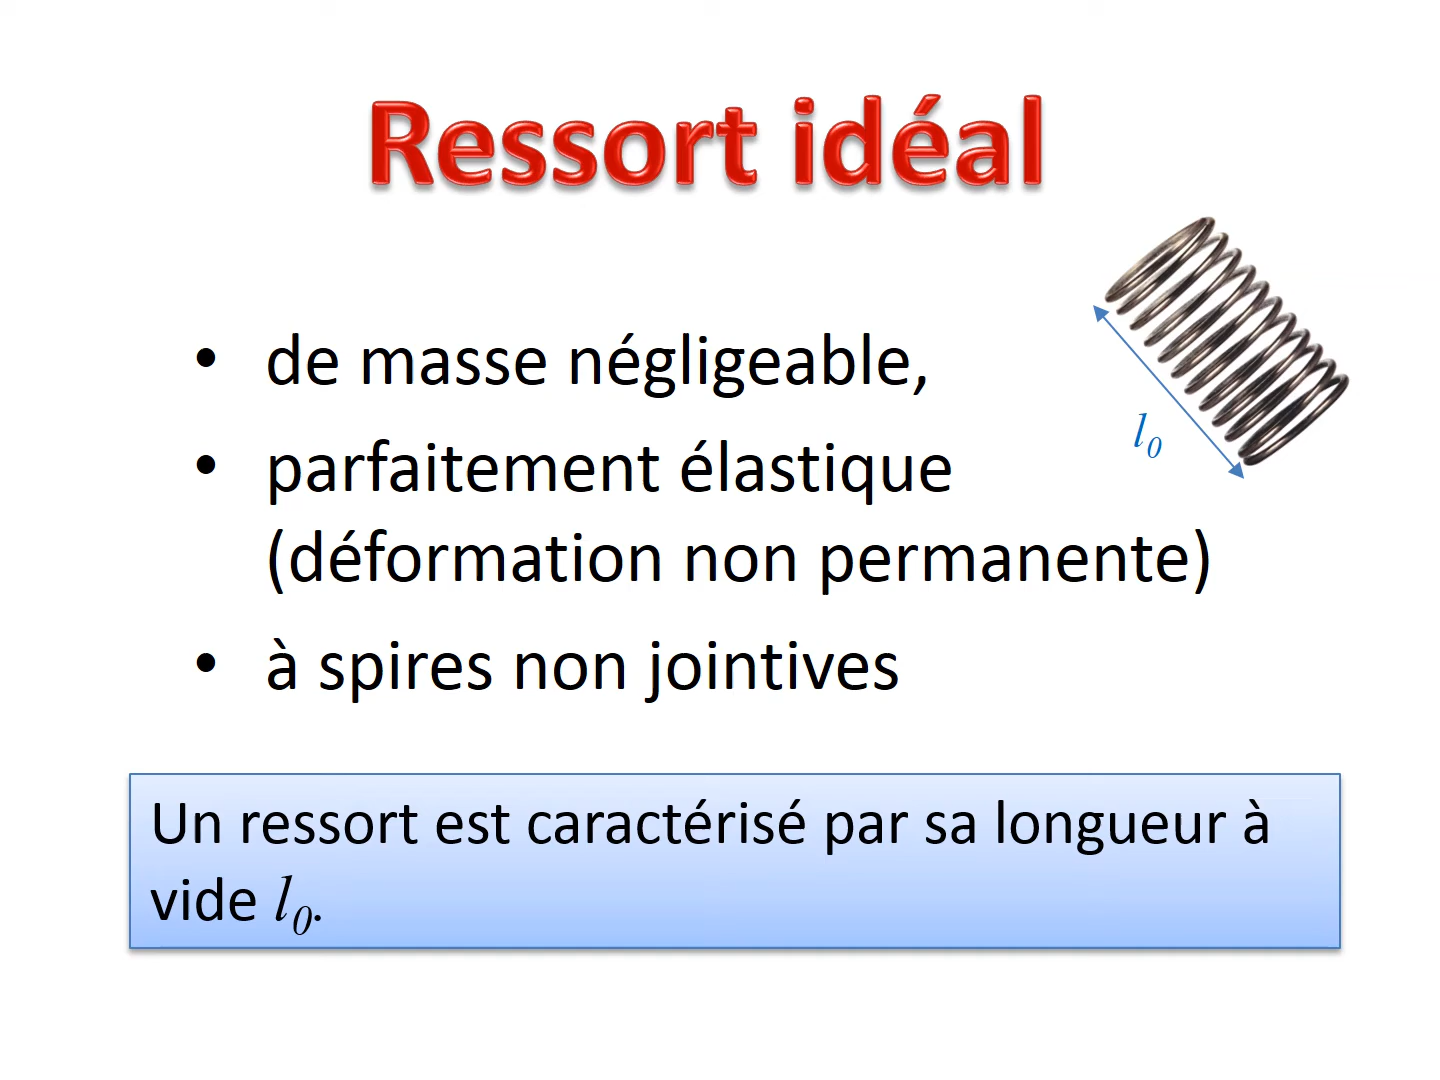 Ressort idéal
• de masse négligeable,
l0
• parfaitement élastique
(déformation non permanente)
• à spires non jointives
Un ressort est caractérisé par sa longueur à
vide l0.